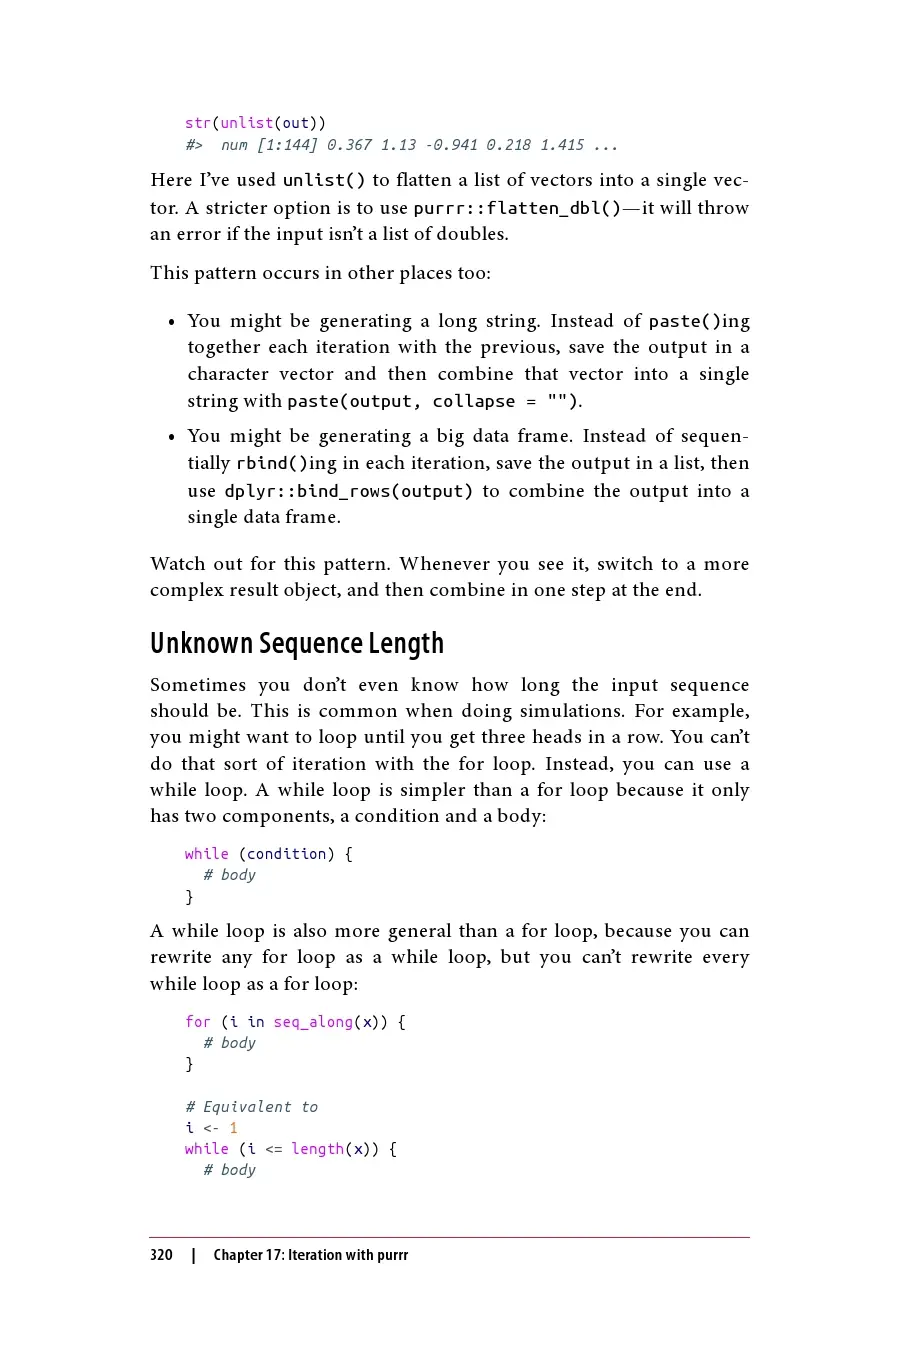 str(unlist(out))
#>  num [1:144] 0.367 1.13 -0.941 0.218 1.415 ...
Here I’ve used unlist() to flatten a list of vectors into a single vec-
tor. A stricter option is to use purrr::flatten_dbl()—it will throw
an error if the input isn’t a list of doubles.
This pattern occurs in other places too:
• You might be generating a long string. Instead of paste()ing
together each iteration with the previous, save the output in a
character vector and then combine that vector into a single
string with paste(output, collapse = "").
• You might be generating a big data frame. Instead of sequen-
tially rbind()ing in each iteration, save the output in a list, then
use dplyr::bind_rows(output) to combine the output into a
single data frame.
Watch out for this pattern. Whenever you see it, switch to a more
complex result object, and then combine in one step at the end.
Unknown Sequence Length
Sometimes you don’t even know how long the input sequence
should be. This is common when doing simulations. For example,
you might want to loop until you get three heads in a row. You can’t
do that sort of iteration with the for loop. Instead, you can use a
while loop. A while loop is simpler than a for loop because it only
has two components, a condition and a body:
while (condition) {
  # body
}
A while loop is also more general than a for loop, because you can
rewrite any for loop as a while loop, but you can’t rewrite every
while loop as a for loop:
for (i in seq_along(x)) {
  # body
}
# Equivalent to
i <- 1
while (i <= length(x)) {
  # body
320 | Chapter 17: Iteration with purrr